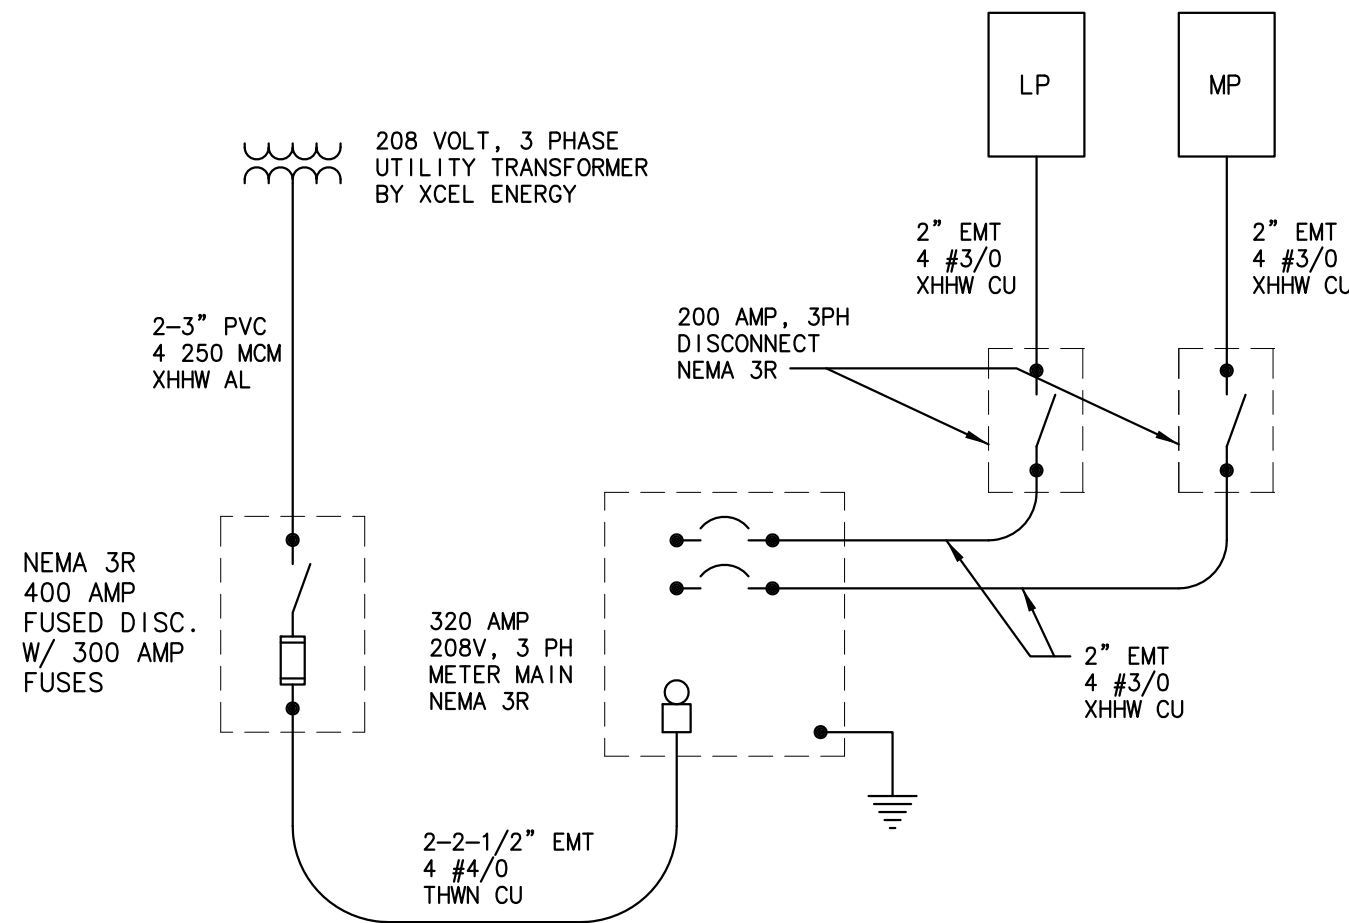 LP
MP
208 VOLT, 3 PHASE
UTILITY TRANSFORMER
BY XCEL ENERGY
2" EMT
4 #3/0
XHHW CU
2" EMT
4 #3/0
XHHW CU
2-3" PVC
4 250 MCM
XHHW AL
200 AMP, 3PH
DISCONNECT
NEMA 3R
NEMA 3R
400 AMP
FUSED DISC.
W/ 300 AMP
FUSES
320 AMP
208V, 3 PH
METER MAIN
NEMA 3R
2" EMT
4 #3/0
XHHW CU
2-2-1/2" EMT
4 #4/0
THWN CU